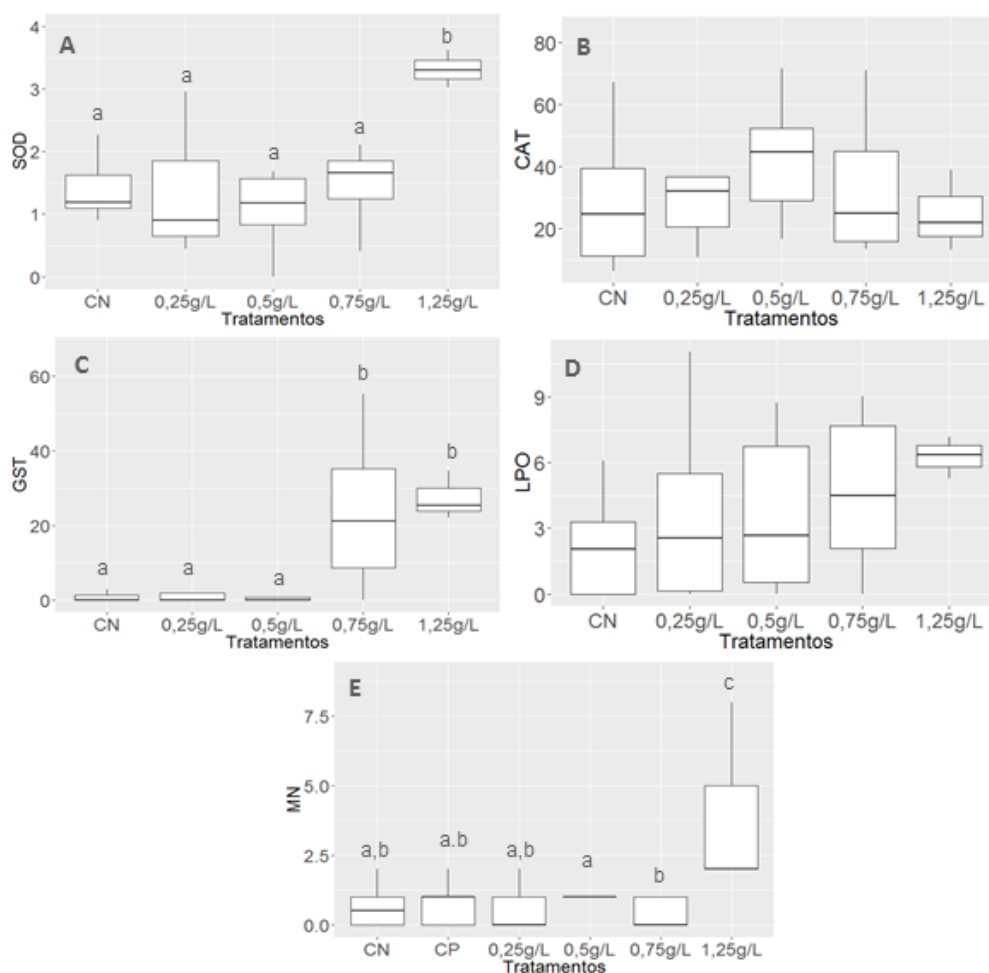 A
SOD
4
3
2
1
0
a
a
a
a
b
CN 0,25g/L 0,5g/L 0,75g/L 1,25g/L
Tratamentos
B
CAT
80
60
40
20
CN 0,25g/L 0,5g/L 0,75g/L 1,25g/L
Tratamentos
C
GST
60
40
20
0
a
a
a
b
b
CN 0,25g/L 0,5g/L 0,75g/L 1,25g/L
Tratamentos
D
LPO
9
6
3
0
CN 0,25g/L 0,5g/L 0,75g/L 1,25g/L
Tratamentos
E
MN
7.5
5.0
2.5
0.0
a,b
a.b
a,b
a
b
c
CN CP 0,25g/L 0,5g/L 0,75g/L 1,25g/L
Tratamentos